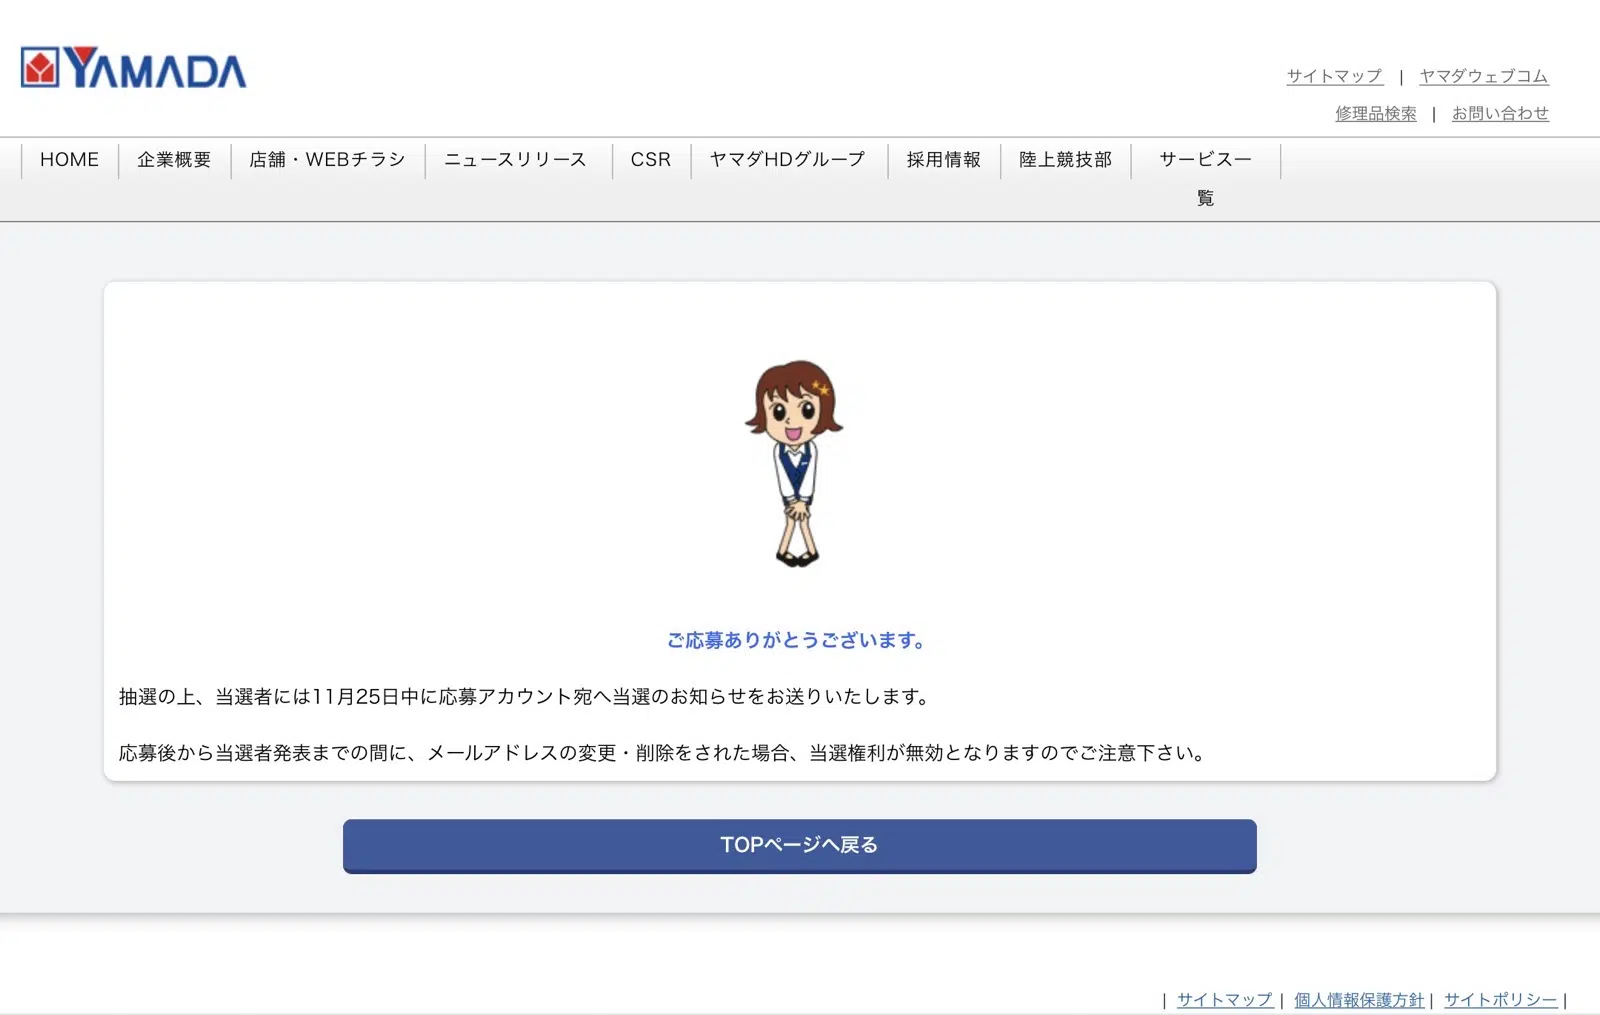 YAMADA
サイトマップ | ヤマダウェブコム
修理品検索 | お問い合わせ
HOME 企業概要 店舗・WEBチラシ ニュースリリース CSR ヤマダHDグループ 採用情報 陸上競技部 サービス一
覧
ご応募ありがとうございます。
抽選の上、当選者には11月25日中に応募アカウント宛へ当選のお知らせをお送りいたします。
応募後から当選者発表までの間に、メールアドレスの変更・削除をされた場合、当選権利が無効となりますのでご注意下さい。
TOPページへ戻る
| サイトマップ | 個人情報保護方針 | サイトポリシー |